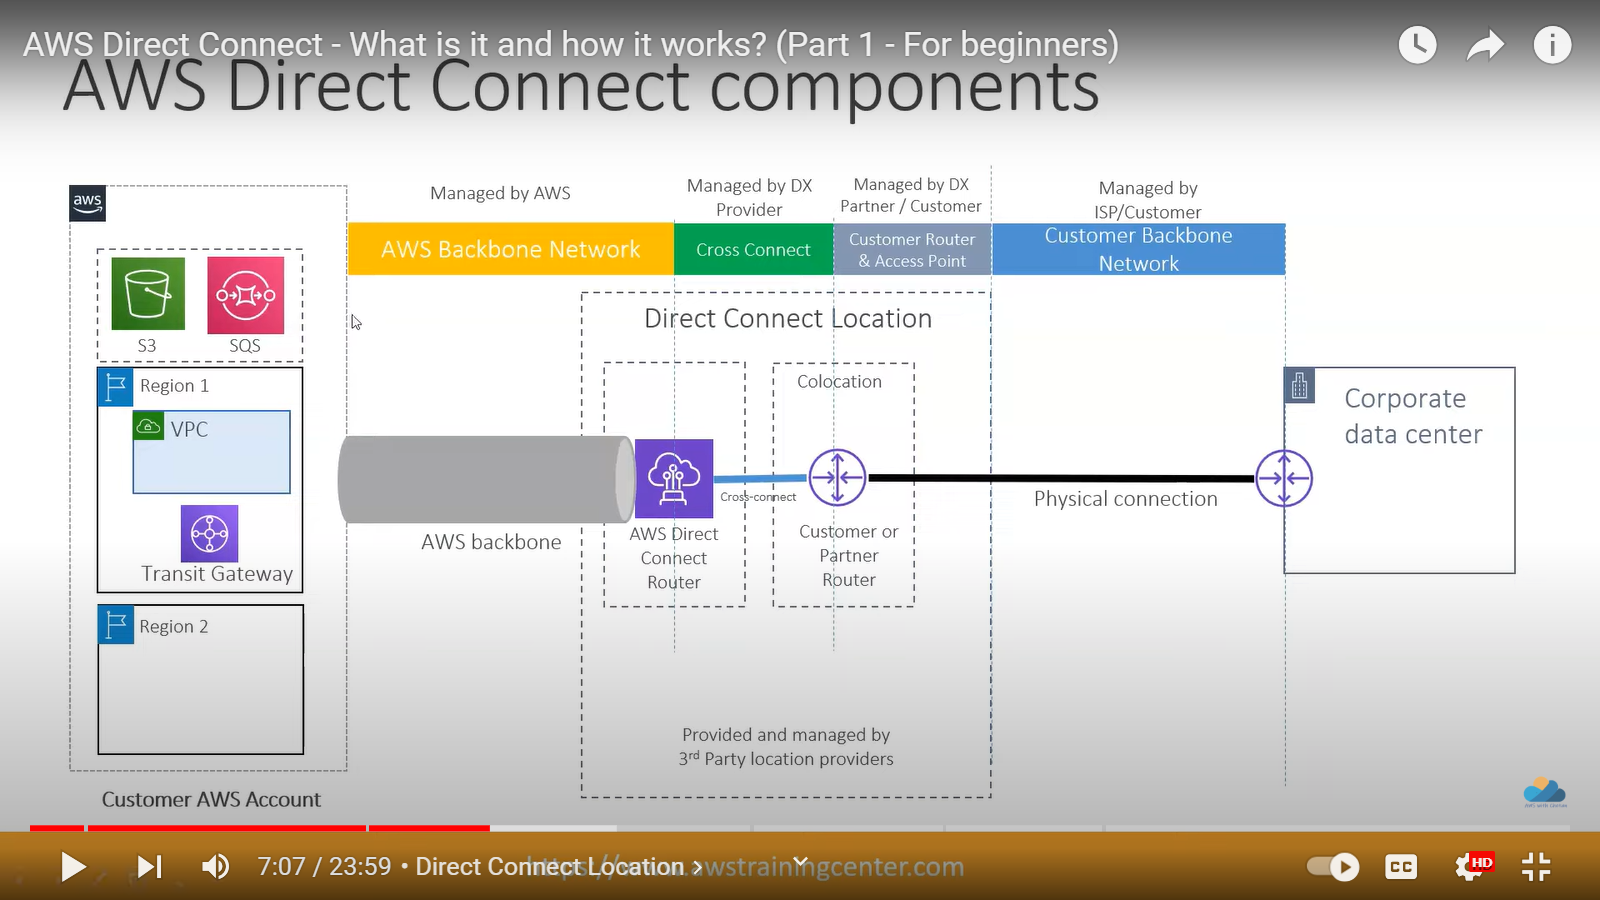 AWS Direct Connect - What is it and how it works? (Part 1 - For beginners)
AWS Direct Connect components
aws
Managed by AWS
Managed by DX
Provider
Managed by DX
Partner / Customer
Managed by
ISP/Customer
AWS Backbone Network
Cross Connect
Customer Router
& Access Point
Customer Backbone
Network
S3
SQS
Region 1
VPC
Transit Gateway
Region 2
Customer AWS Account
AWS backbone
Direct Connect Location
Colocation
Cross-connect
AWS Direct
Connect
Router
Customer or
Partner
Router
Provided and managed by
3rd Party location providers
Physical connection
Corporate
data center
7:07 / 23:59 • Direct Connect Location ›
https://www.awstrainingcenter.com
CC
HD